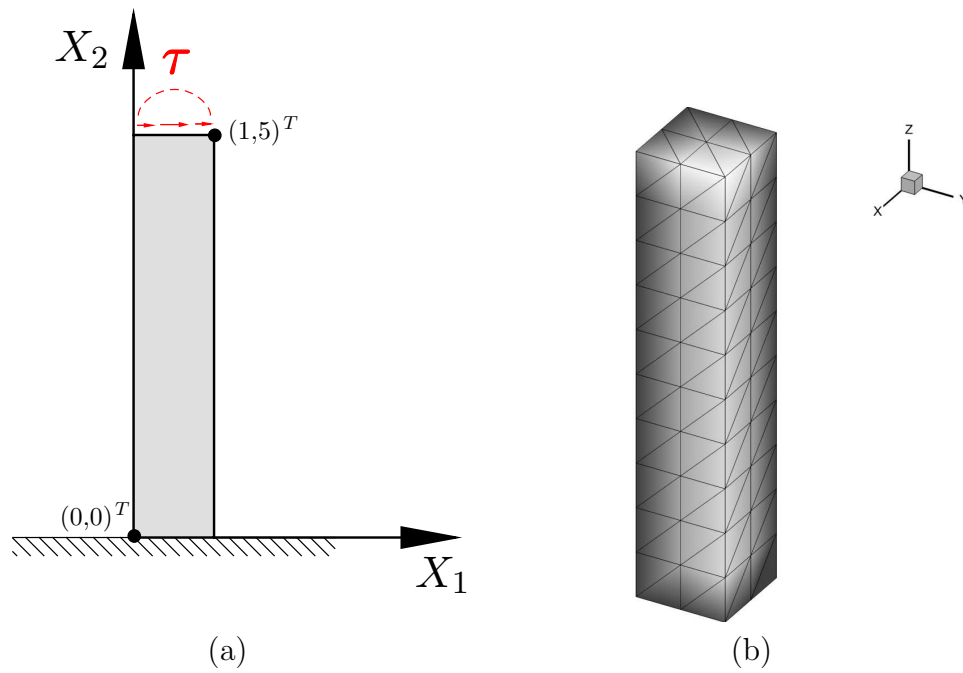 X₂
τ
(1,5)ᵀ
(0,0)ᵀ
X₁
(a)
Z
X
Y
(b)